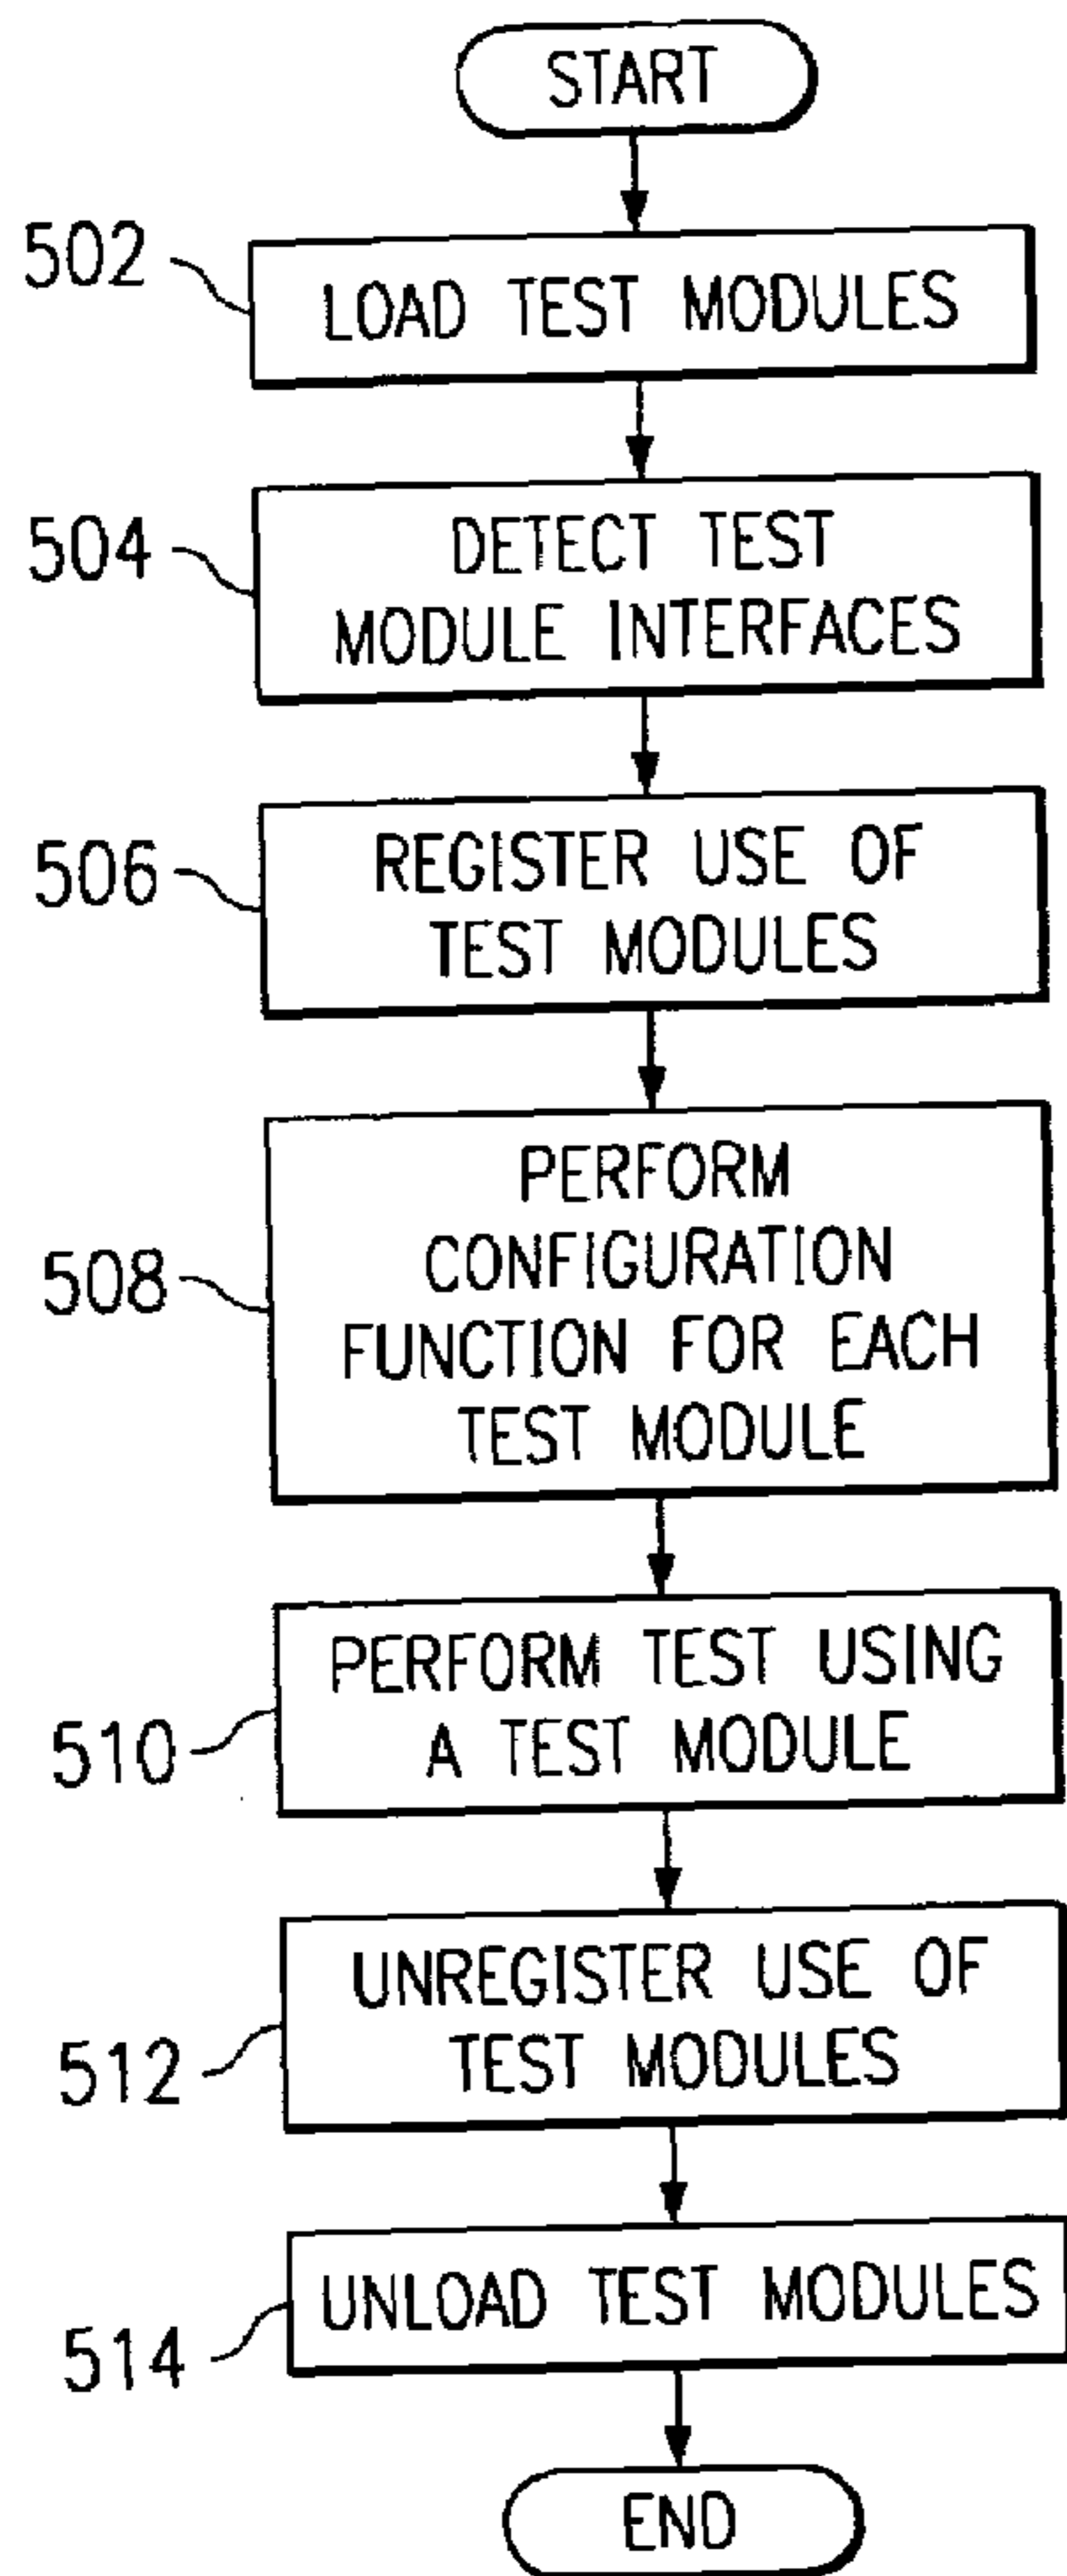 START
502
LOAD TEST MODULES
504
DETECT TEST
MODULE INTERFACES
506
REGISTER USE OF
TEST MODULES
508
PERFORM
CONFIGURATION
FUNCTION FOR EACH
TEST MODULE
510
PERFORM TEST USING
A TEST MODULE
512
UNREGISTER USE OF
TEST MODULES
514
UNLOAD TEST MODULES
END